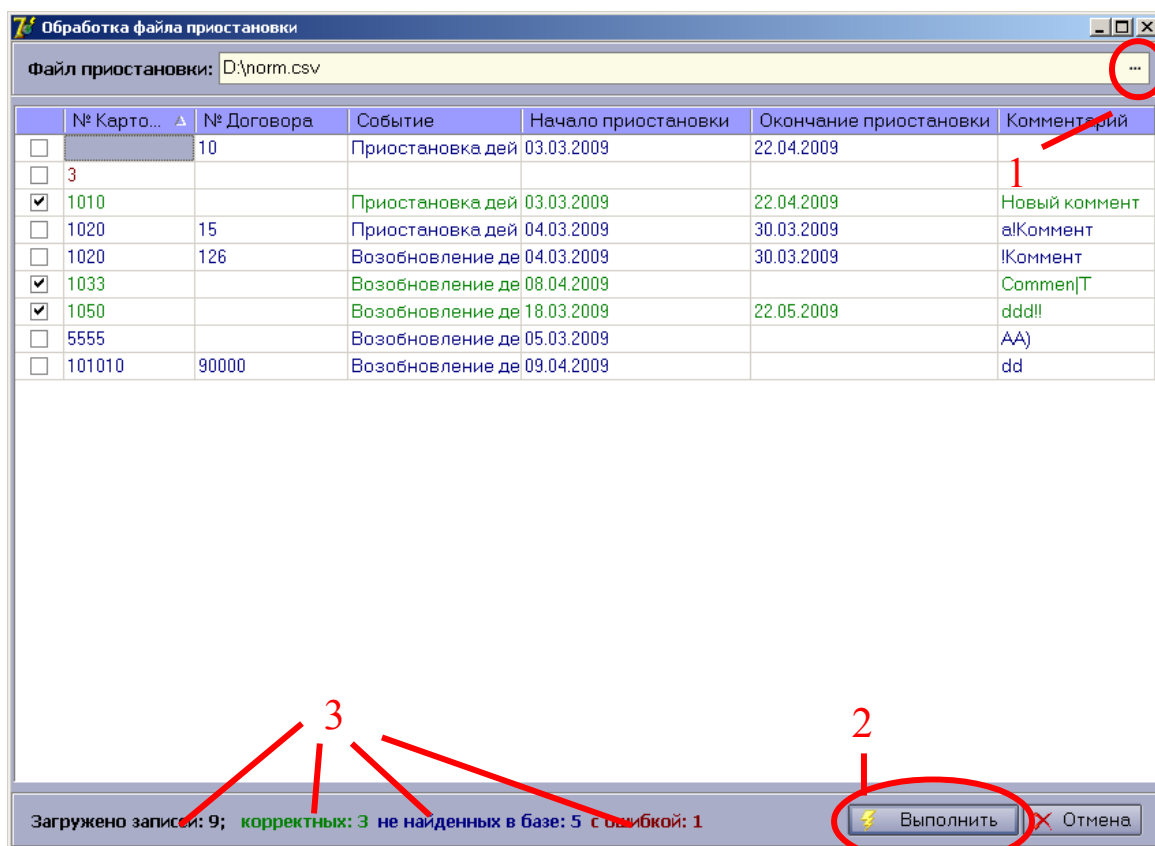 Обработка файла приостановки
Файл приостановки: D:\norm.csv ...
№ Карто... № Договора Событие Начало приостановки Окончание приостановки Комментарий
10 Приостановка дей 03.03.2009 22.04.2009
1
3
1010 Приостановка дей 03.03.2009 22.04.2009 Новый коммент
1020 15 Приостановка дей 04.03.2009 30.03.2009 a!Коммент
1020 126 Возобновление де 04.03.2009 30.03.2009 !Коммент
1033 Возобновление де 08.04.2009 Commen|T
1050 Возобновление де 18.03.2009 22.05.2009 ddd!!
5555 Возобновление де 05.03.2009 AA)
101010 90000 Возобновление де 09.04.2009 dd
3
2
Загружено записей: 9; корректных: 3 не найденных в базе: 5 с ошибкой: 1 Выполнить Отмена